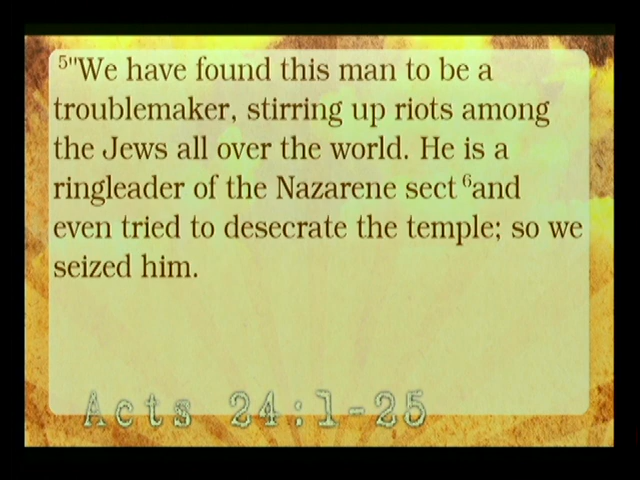 ⁵"We have found this man to be a
troublemaker, stirring up riots among
the Jews all over the world. He is a
ringleader of the Nazarene sect ⁶and
even tried to desecrate the temple; so we
seized him.
Acts 24:1-25